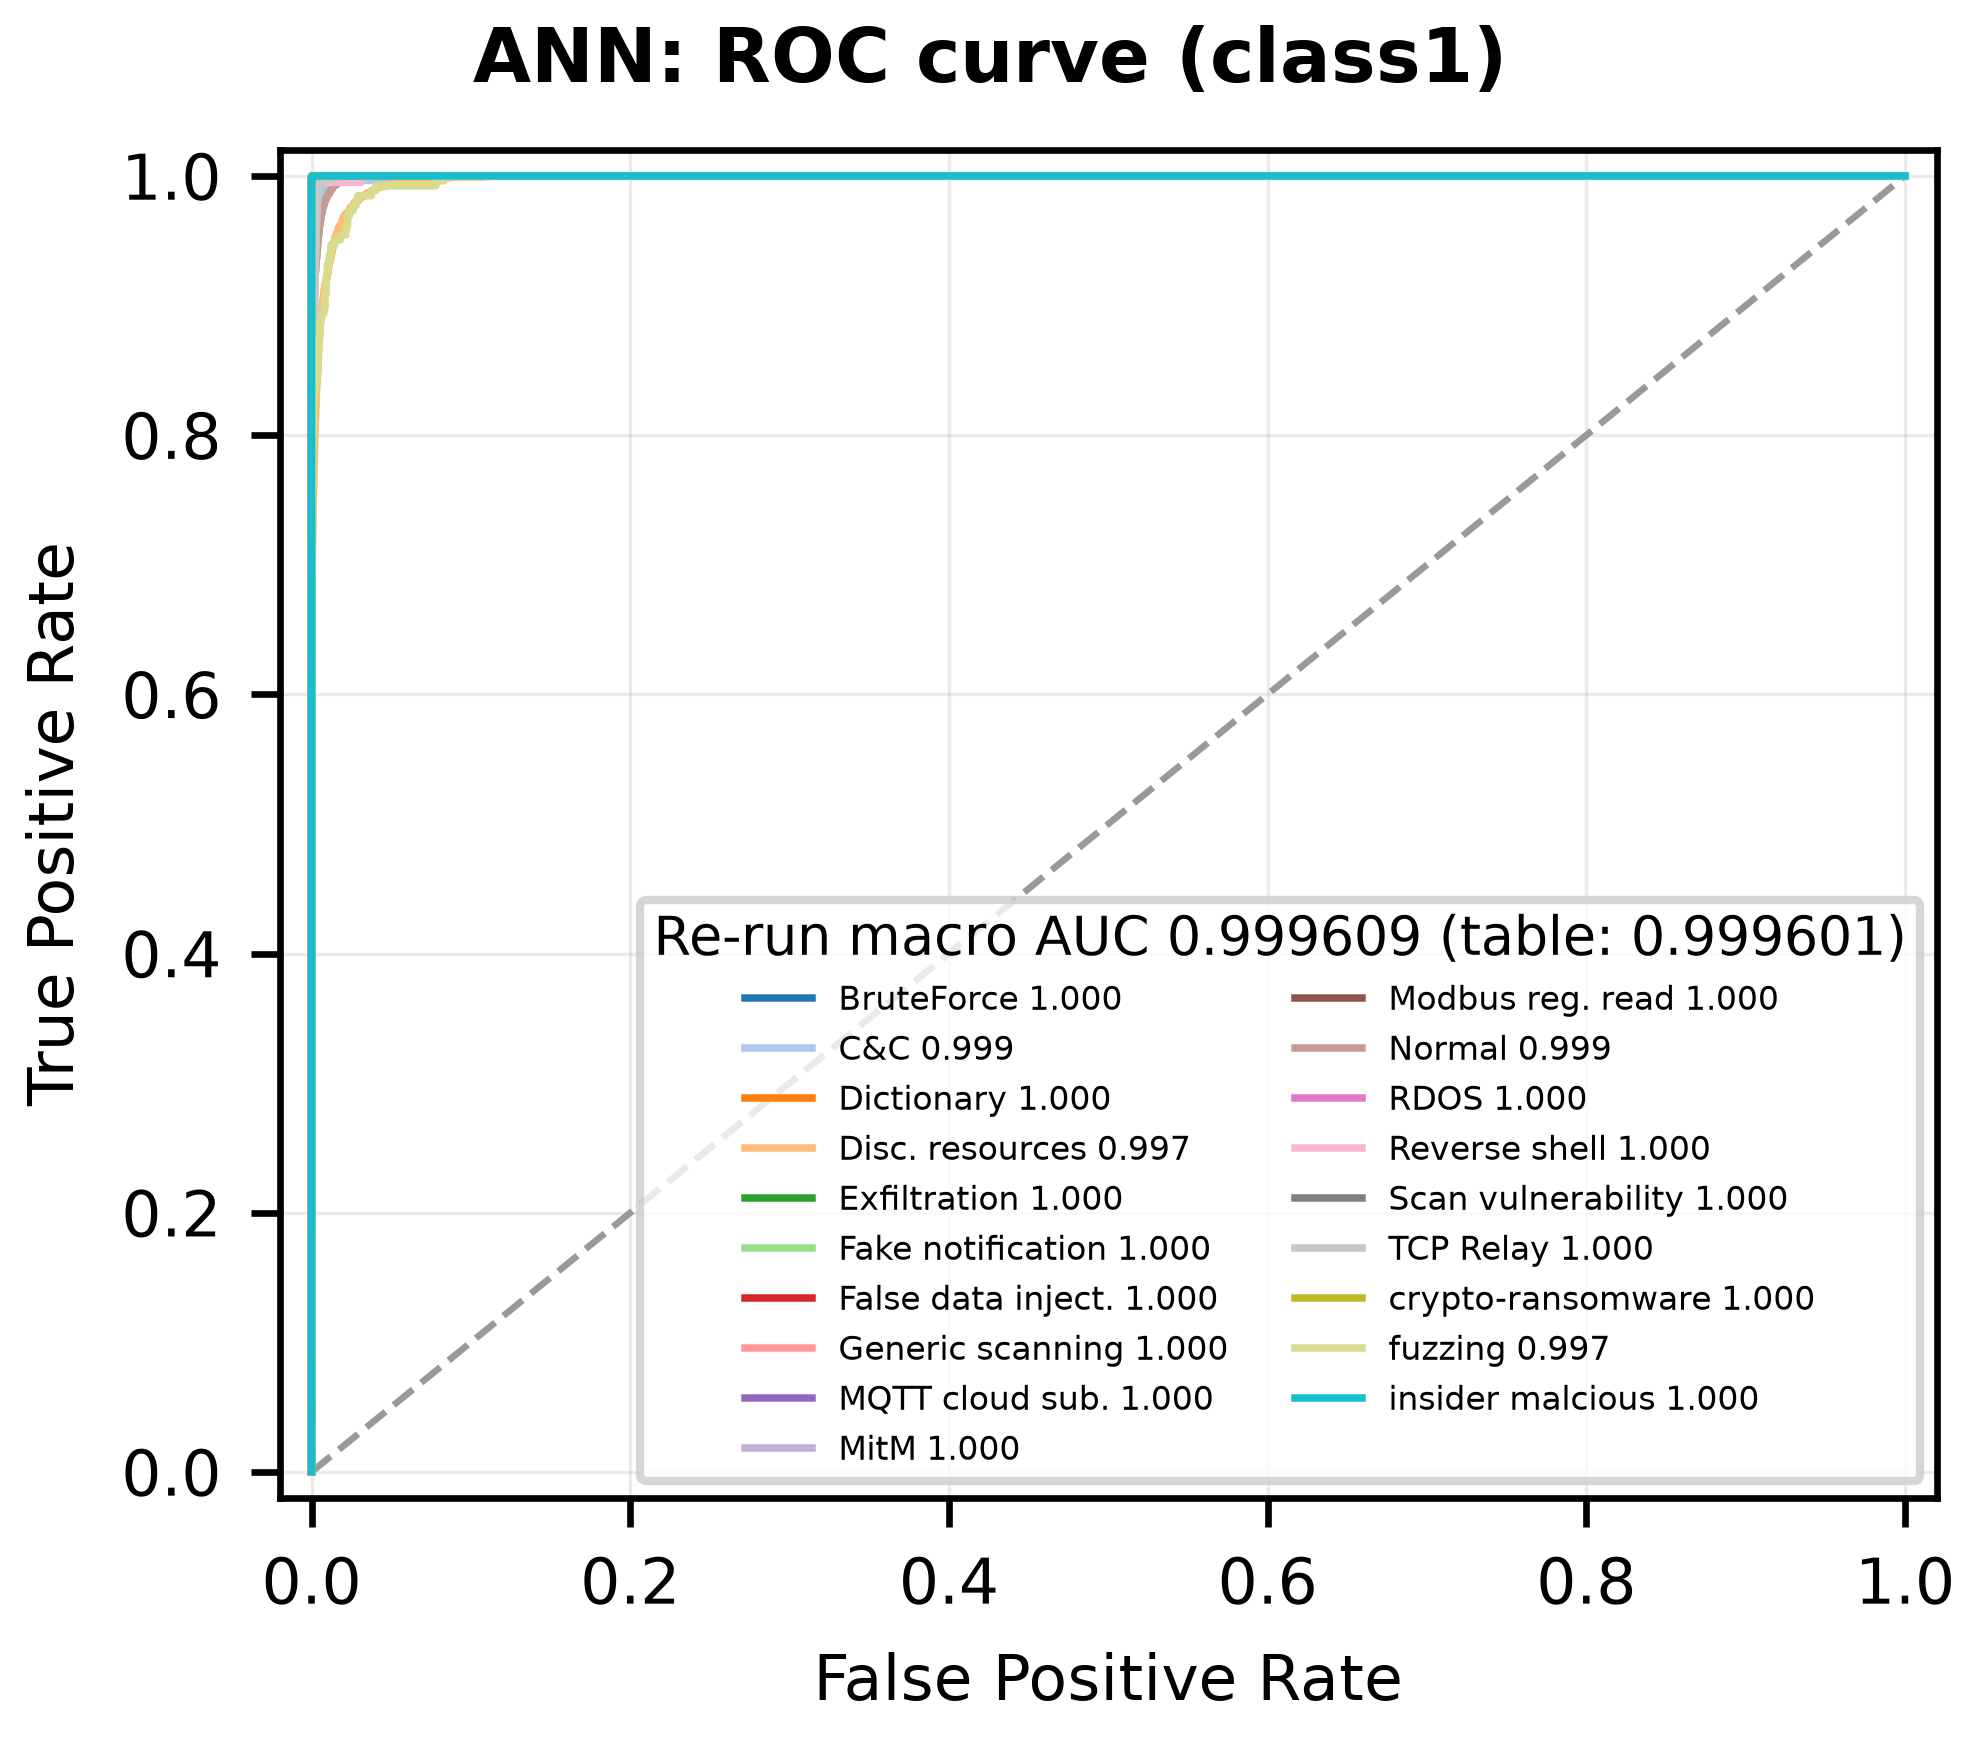 ANN: ROC curve (class1)
True Positive Rate
1.0
0.8
0.6
0.4
0.2
0.0
Re-run macro AUC 0.999609 (table: 0.999601)
BruteForce 1.000
C&C 0.999
Dictionary 1.000
Disc. resources 0.997
Exfiltration 1.000
Fake notification 1.000
False data inject. 1.000
Generic scanning 1.000
MQTT cloud sub. 1.000
MitM 1.000
Modbus reg. read 1.000
Normal 0.999
RDOS 1.000
Reverse shell 1.000
Scan vulnerability 1.000
TCP Relay 1.000
crypto-ransomware 1.000
fuzzing 0.997
insider malcious 1.000
0.0 0.2 0.4 0.6 0.8 1.0
False Positive Rate